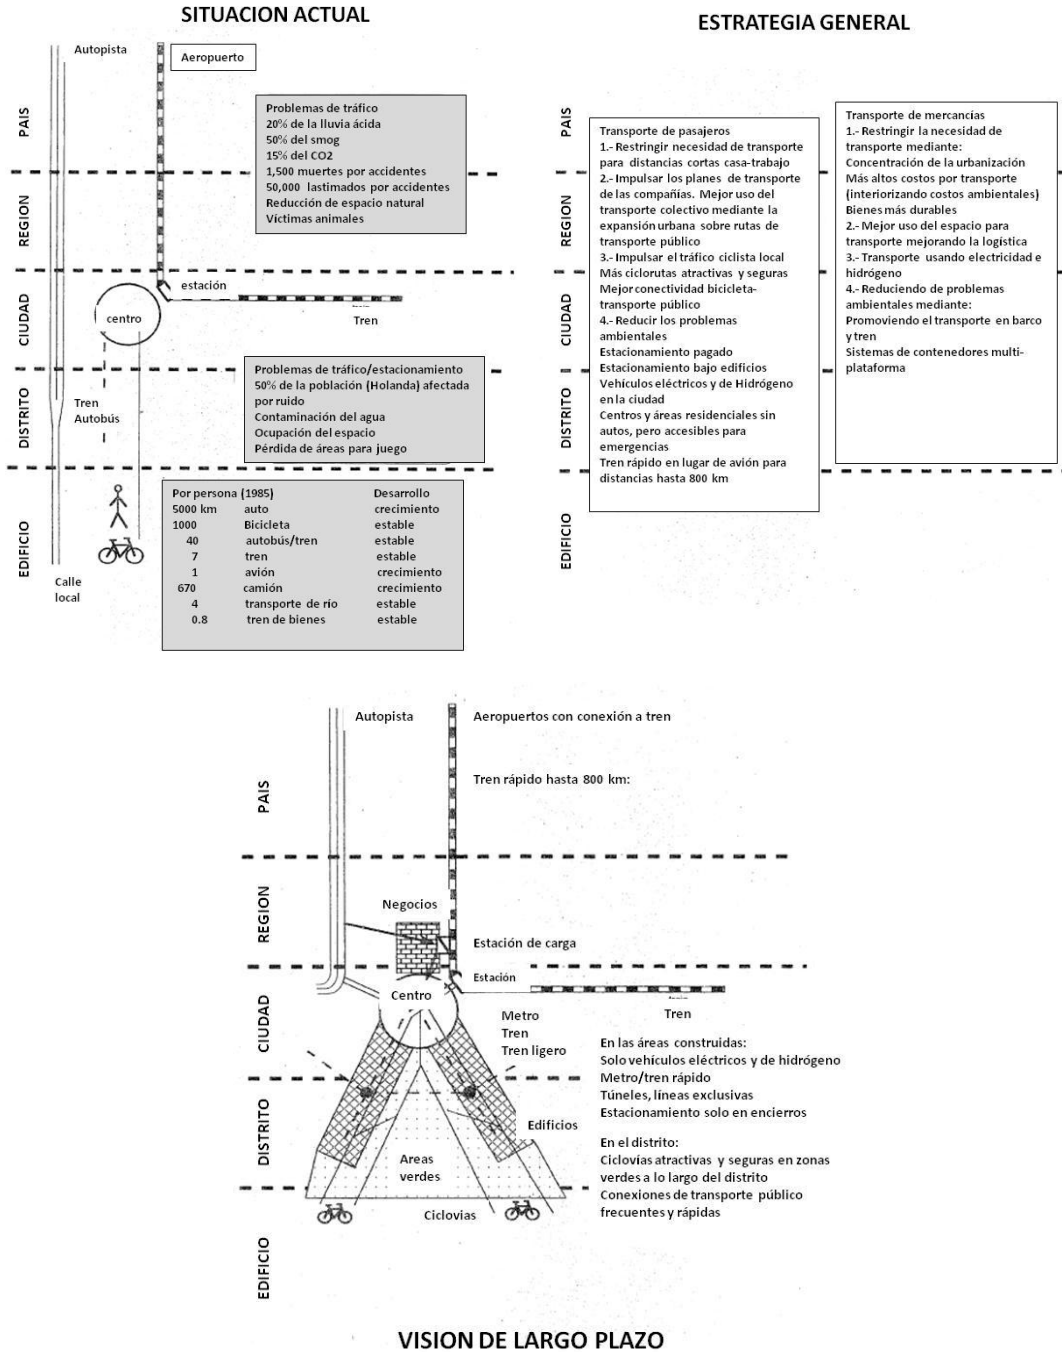 SITUACION ACTUAL
Autopista
Aeropuerto
PAIS
Problemas de tráfico
20% de la lluvia ácida
50% del smog
15% del CO2
1,500 muertes por accidentes
50,000 lastimados por accidentes
Reducción de espacio natural
Víctimas animales
REGION
estación
CIUDAD
centro
Tren
Problemas de tráfico/estacionamiento
50% de la población (Holanda) afectada
por ruido
Contaminación del agua
Ocupación del espacio
Pérdida de áreas para juego
DISTRITO
Tren
Autobús
Por persona (1985) Desarrollo
5000 km auto crecimiento
1000 Bicicleta estable
40 autobús/tren estable
7 tren estable
1 avión crecimiento
670 camión crecimiento
4 transporte de río estable
0.8 tren de bienes estable
EDIFICIO
Calle
local
ESTRATEGIA GENERAL
PAIS
REGION
CIUDAD
DISTRITO
EDIFICIO
Transporte de pasajeros
1.- Restringir necesidad de transporte
para distancias cortas casa-trabajo
2.- Impulsar los planes de transporte
de las compañías. Mejor uso del
transporte colectivo mediante la
expansión urbana sobre rutas de
transporte público
3.- Impulsar el tráfico ciclista local
Más ciclorutas atractivas y seguras
Mejor conectividad bicicleta-
transporte público
4.- Reducir los problemas
ambientales
Estacionamiento pagado
Estacionamiento bajo edificios
Vehículos eléctricos y de Hidrógeno
en la ciudad
Centros y áreas residenciales sin
autos, pero accesibles para
emergencias
Tren rápido en lugar de avión para
distancias hasta 800 km
Transporte de mercancías
1.- Restringir la necesidad de
transporte mediante:
Concentración de la urbanización
Más altos costos por transporte
(interiorizando costos ambientales)
Bienes más durables
2.- Mejor uso del espacio para
transporte mejorando la logística
3.- Transporte usando electricidad e
hidrógeno
4.- Reduciendo de problemas
ambientales mediante:
Promoviendo el transporte en barco
y tren
Sistemas de contenedores multi-
plataforma
Autopista
Aeropuertos con conexión a tren
Tren rápido hasta 800 km:
PAIS
REGION
Negocios
Estación de carga
Estación
CIUDAD
Centro
Tren
Metro
Tren
Tren ligero
En las áreas construidas:
Solo vehículos eléctricos y de hidrógeno
Metro/tren rápido
Túneles, líneas exclusivas
Estacionamiento solo en encierros
DISTRITO
Edificios
Areas
verdes
En el distrito:
Ciclovías atractivas y seguras en zonas
verdes a lo largo del distrito
Conexiones de transporte público
frecuentes y rápidas
Ciclovias
EDIFICIO
VISION DE LARGO PLAZO